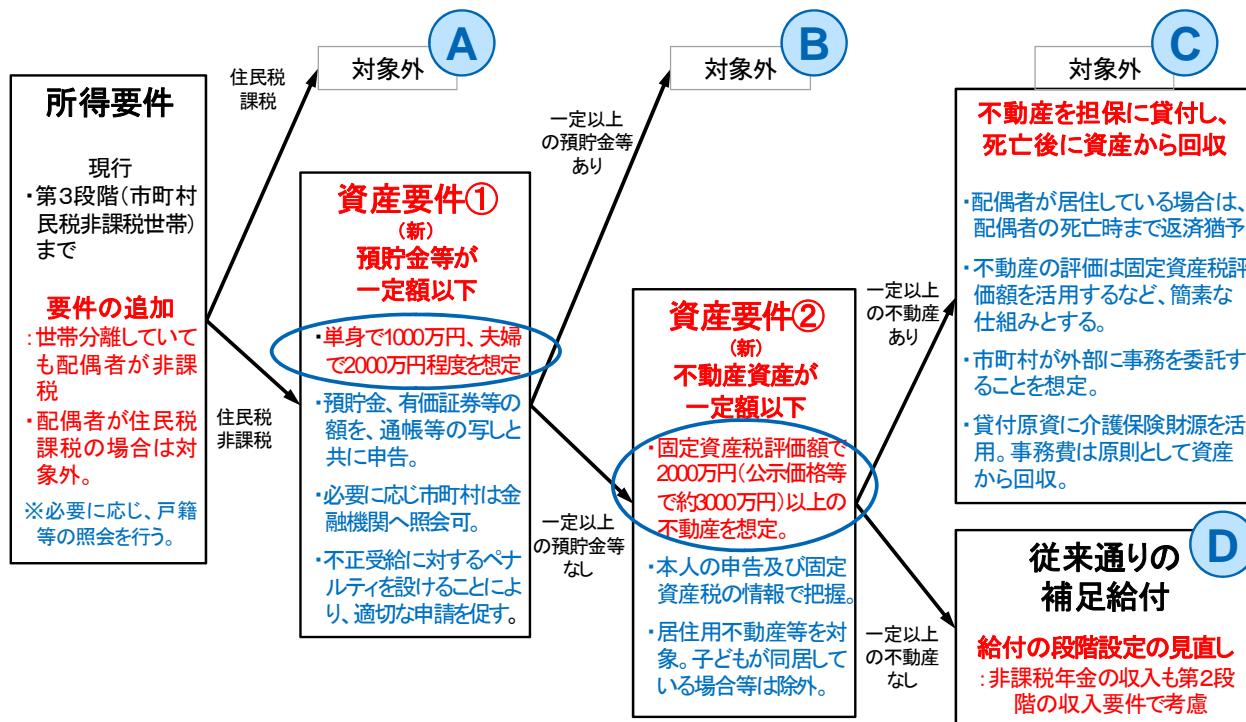 所得要件
現行
・第3段階(市町村
民税非課税世帯)
まで
要件の追加
:世帯分離していて
も配偶者が非課
税
・配偶者が住民税
課税の場合は対
象外。
※必要に応じ、戸籍
等の照会を行う。
住民税
課税
住民税
非課税
対象外
A
資産要件①
(新)
預貯金等が
一定額以下
・単身で1000万円、夫婦
で2000万円程度を想定
・預貯金、有価証券等の
額を、通帳等の写しと
共に申告。
・必要に応じ市町村は金
融機関へ照会可。
・不正受給に対するペナ
ルティを設けることによ
り、適切な申請を促す。
一定以上
の預貯金等
あり
一定以上
の預貯金等
なし
対象外
B
資産要件②
(新)
不動産資産が
一定額以下
・固定資産税評価額で
2000万円(公示価格等
で約3000万円)以上の
不動産を想定。
・本人の申告及び固定
資産税の情報で把握。
・居住用不動産等を対
象。子どもが同居して
いる場合等は除外。
一定以上
の不動産
あり
一定以上
の不動産
なし
対象外
C
不動産を担保に貸付し、
死亡後に資産から回収
・配偶者が居住している場合は、
配偶者の死亡時まで返済猶予
・不動産の評価は固定資産税評
価額を活用するなど、簡素な
仕組みとする。
・市町村が外部に事務を委託す
ることを想定。
・貸付原資に介護保険財源を活
用。事務費は原則として資産
から回収。
従来通りの
補足給付
D
給付の段階設定の見直し
:非課税年金の収入も第2段
階の収入要件で考慮